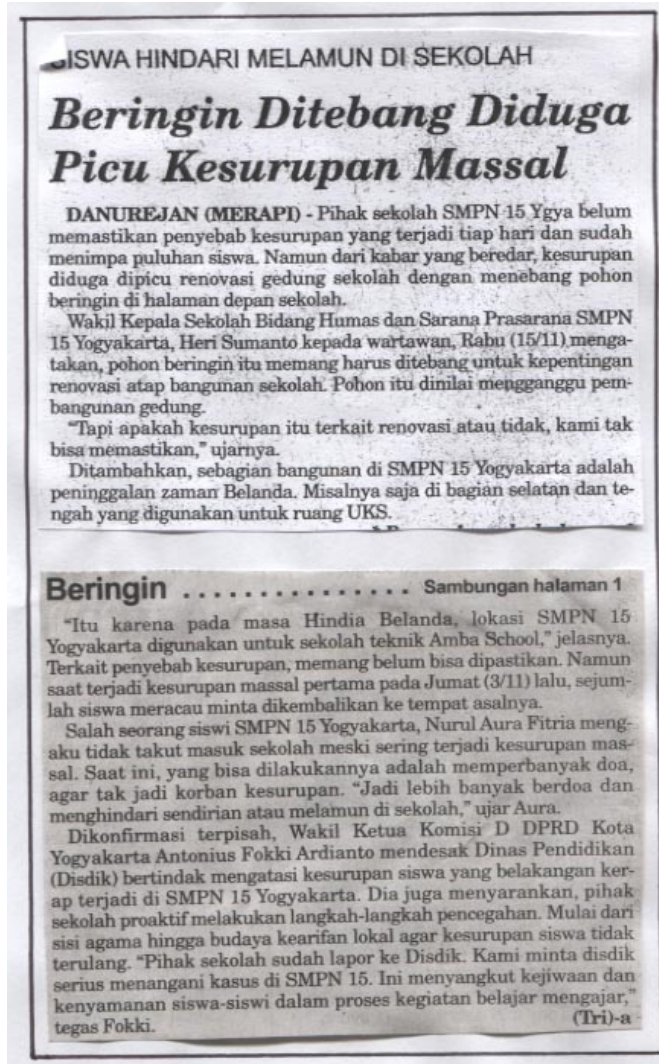 SISWA HINDARI MELAMUN DI SEKOLAH
Beringin Ditebang Diduga
Picu Kesurupan Massal
DANUREJAN (MERAPI) - Pihak sekolah SMPN 15 Ygya belum
memastikan penyebab kesurupan yang terjadi tiap hari dan sudah
menimpa puluhan siswa. Namun dari kabar yang beredar, kesurupan
diduga dipicu renovasi gedung sekolah dengan menebang pohon
beringin di halaman depan sekolah.
Wakil Kepala Sekolah Bidang Humas dan Sarana Prasarana SMPN
15 Yogyakarta, Heri Sumanto kepada wartawan, Rabu (15/11) menga-
takan, pohon beringin itu memang harus ditebang untuk kepentingan
renovasi atap bangunan sekolah. Pohon itu dinilai mengganggu pem-
bangunan gedung.
"Tapi apakah kesurupan itu terkait renovasi atau tidak, kami tak
bisa memastikan," ujarnya.
Ditambahkan, sebagian bangunan di SMPN 15 Yogyakarta adalah
peninggalan zaman Belanda. Misalnya saja di bagian selatan dan te-
ngah yang digunakan untuk ruang UKS.
Beringin ............... Sambungan halaman 1
"Itu karena pada masa Hindia Belanda, lokasi SMPN 15
Yogyakarta digunakan untuk sekolah teknik Amba School," jelasnya.
Terkait penyebab kesurupan, memang belum bisa dipastikan. Namun
saat terjadi kesurupan massal pertama pada Jumat (3/11) lalu, sejum-
lah siswa meracau minta dikembalikan ke tempat asalnya.
Salah seorang siswi SMPN 15 Yogyakarta, Nurul Aura Fitria meng-
aku tidak takut masuk sekolah meski sering terjadi kesurupan mas-
sal. Saat ini, yang bisa dilakukannya adalah memperbanyak doa,
agar tak jadi korban kesurupan. "Jadi lebih banyak berdoa dan
menghindari sendirian atau melamun di sekolah," ujar Aura.
Dikonfirmasi terpisah, Wakil Ketua Komisi D DPRD Kota
Yogyakarta Antonius Fokki Ardianto mendesak Dinas Pendidikan
(Disdik) bertindak mengatasi kesurupan siswa yang belakangan ker-
ap terjadi di SMPN 15 Yogyakarta. Dia juga menyarankan, pihak
sekolah proaktif melakukan langkah-langkah pencegahan. Mulai dari
sisi agama hingga budaya kearifan lokal agar kesurupan siswa tidak
terulang. "Pihak sekolah sudah lapor ke Disdik. Kami minta disdik
serius menangani kasus di SMPN 15. Ini menyangkut kejiwaan dan
kenyamanan siswa-siswi dalam proses kegiatan belajar mengajar,"
tegas Fokki. (Tri)-a